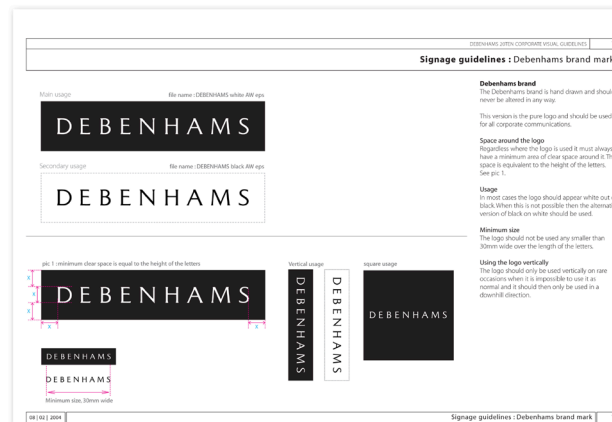 DEBENHAMS 20TEN CORPORATE VISUAL GUIDELINES
Signage guidelines : Debenhams brand mark
Main usage
file name : DEBENHAMS white AW eps
DEBENHAMS
Secondary usage
file name : DEBENHAMS black AW eps
DEBENHAMS
pic 1 :minimum clear space is equal to the height of the letters
x
x
x
DEBENHAMS
x
x
DEBENHAMS
DEBENHAMS
Minimum size, 30mm wide
Vertical usage
DEBENHAMS
DEBENHAMS
square usage
DEBENHAMS
Debenhams brand
The Debenhams brand is hand drawn and shoul
never be altered in any way.
This version is the pure logo and should be used
for all corporate communications.
Space around the logo
Regardless where the logo is used it must always
have a minimum area of clear space around it. Th
space is equivalent to the height of the letters.
See pic 1.
Usage
In most cases the logo should appear white out
black. When this is not possible then the alternat
version of black on white should be used.
Minimum size
The logo should not be used any smaller than
30mm wide over the length of the letters.
Using the logo vertically
The logo should only be used vertically on rare
occasions when it is impossible to use it as
normal and it should then only be used in a
downhill direction.
08 | 02 | 2004
Signage guidelines : Debenhams brand mark